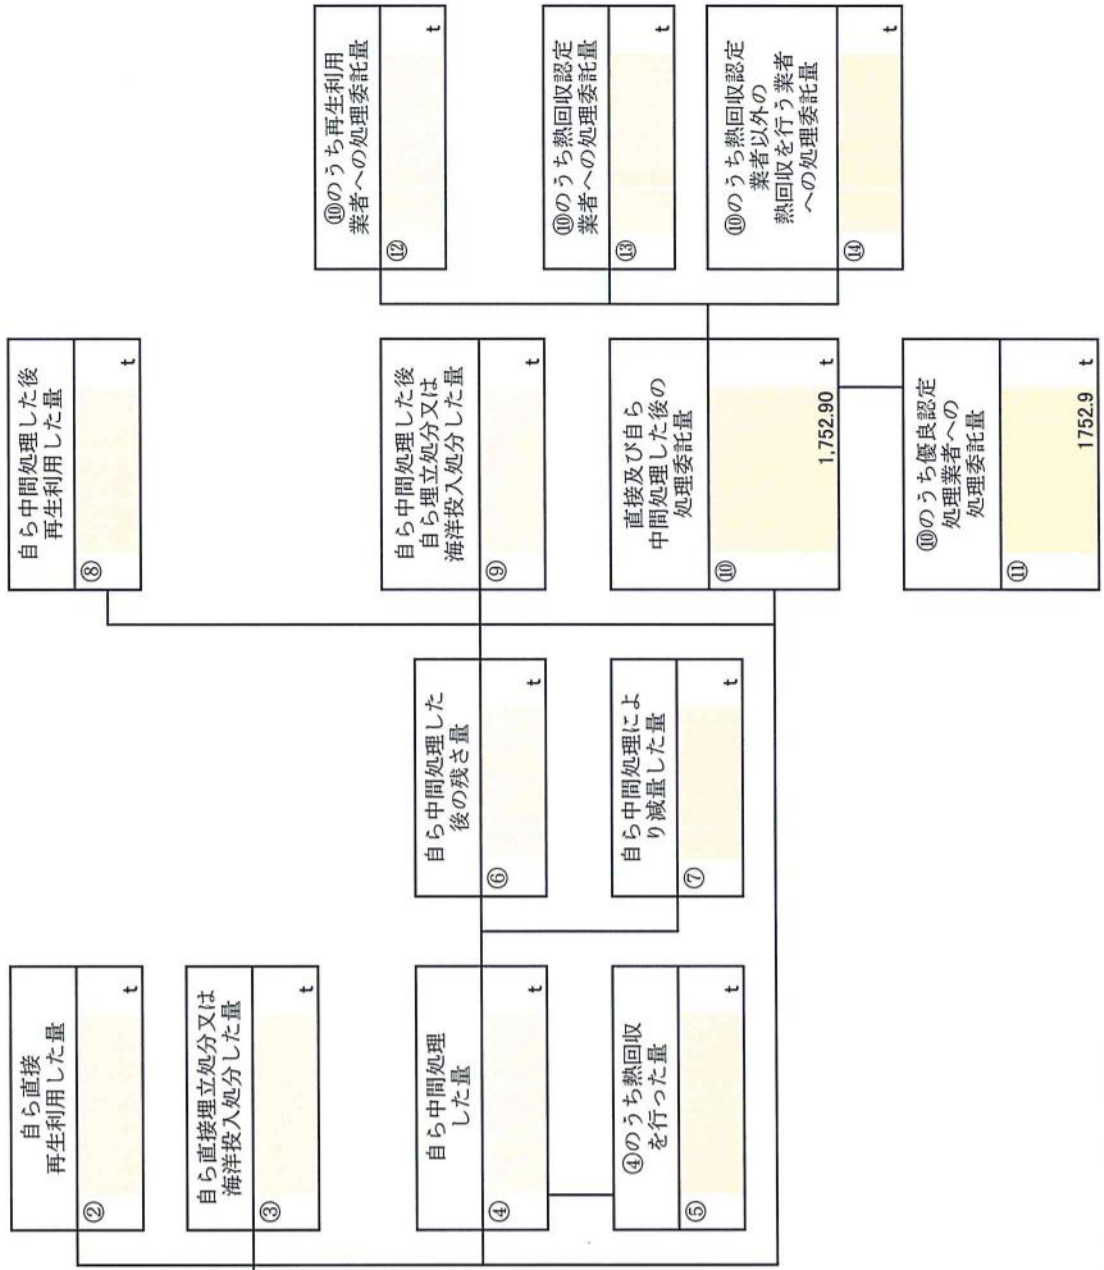 自ら直接
再生利用した量
②
t
自ら直接埋立処分又は
海洋投入処分した量
③
t
自ら中間処理
した量
④
t
④のうち熱回収
を行った量
⑤
t
自ら中間処理した
後の残さ量
⑥
t
自ら中間処理によ
り減量した量
⑦
t
自ら中間処理した後
再生利用した量
⑧
t
自ら中間処理した後
自ら埋立処分又は
海洋投入処分した量
⑨
t
直接及び自ら
中間処理した後の
処理委託量
⑩
1,752.90 t
⑩のうち優良認定
処理業者への
処理委託量
⑪
1752.9 t
⑩のうち再生利用
業者への処理委託量
⑫
t
⑩のうち熱回収認定
業者への処理委託量
⑬
t
⑩のうち熱回収認定
業者以外の
熱回収を行う業者
への処理委託量
⑭
t